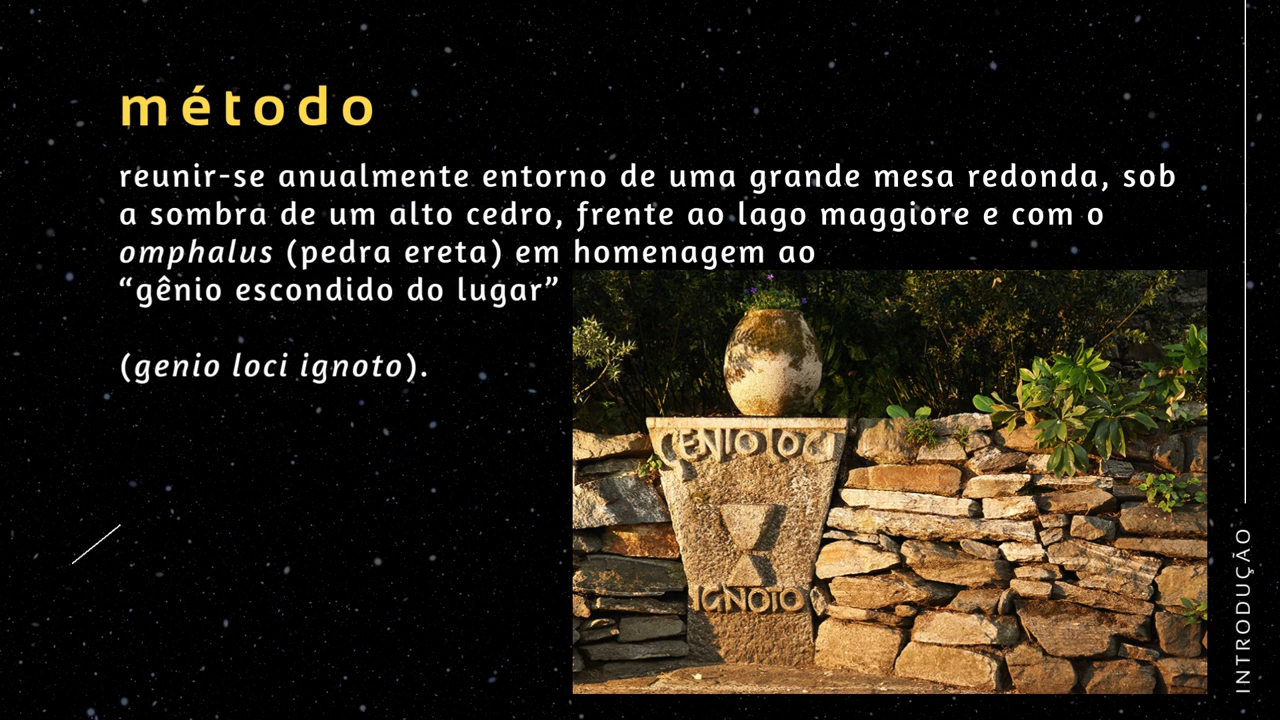 método
reunir-se anualmente entorno de uma grande mesa redonda, sob
a sombra de um alto cedro, frente ao lago maggiore e com o
omphalus (pedra ereta) em homenagem ao
“gênio escondido do lugar”
(genio loci ignoto).
GENIO LOCI
IGNOTO
INTRODUÇÃO